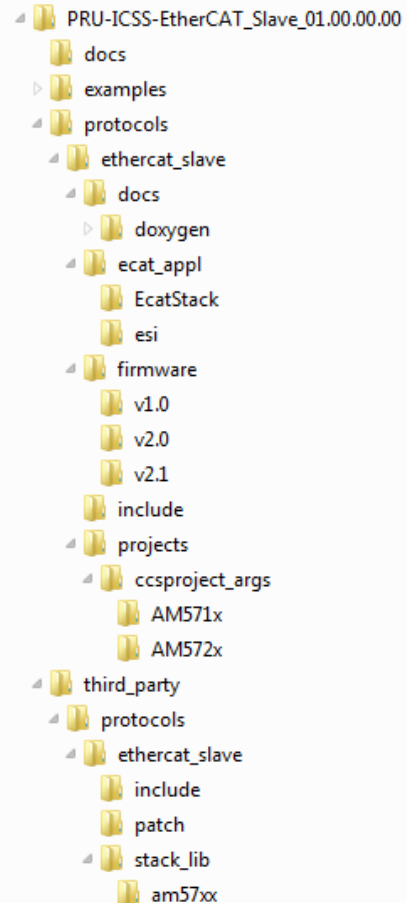 PRU-ICSS-EtherCAT_Slave_01.00.00.00
docs
examples
protocols
ethercat_slave
docs
doxygen
ecat_appl
EcatStack
esi
firmware
v1.0
v2.0
v2.1
include
projects
ccsproject_args
AM571x
AM572x
third_party
protocols
ethercat_slave
include
patch
stack_lib
am57xx